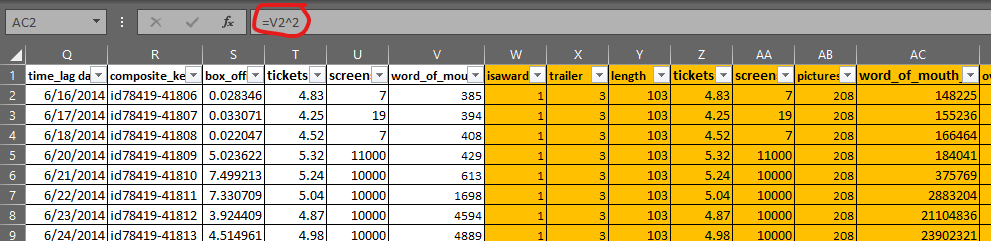 AC2 fx =V2^2
Q R S T U V W X Y Z AA AB AC
1 time_lag da composite_ke box_off tickets screen word_of_mou isaward trailer length tickets screen pictures word_of_mouth_
2 6/16/2014 id78419-41806 0.028346 4.83 7 385 1 3 103 4.83 7 208 148225
3 6/17/2014 id78419-41807 0.033071 4.25 19 394 1 3 103 4.25 19 208 155236
4 6/18/2014 id78419-41808 0.022047 4.52 7 408 1 3 103 4.52 7 208 166464
5 6/20/2014 id78419-41809 5.023622 5.32 11000 429 1 3 103 5.32 11000 208 184041
6 6/21/2014 id78419-41810 7.499213 5.24 10000 613 1 3 103 5.24 10000 208 375769
7 6/22/2014 id78419-41811 7.330709 5.04 10000 1698 1 3 103 5.04 10000 208 2883204
8 6/23/2014 id78419-41812 3.924409 4.87 10000 4594 1 3 103 4.87 10000 208 21104836
9 6/24/2014 id78419-41813 4.514961 4.98 10000 4889 1 3 103 4.98 10000 208 23902321